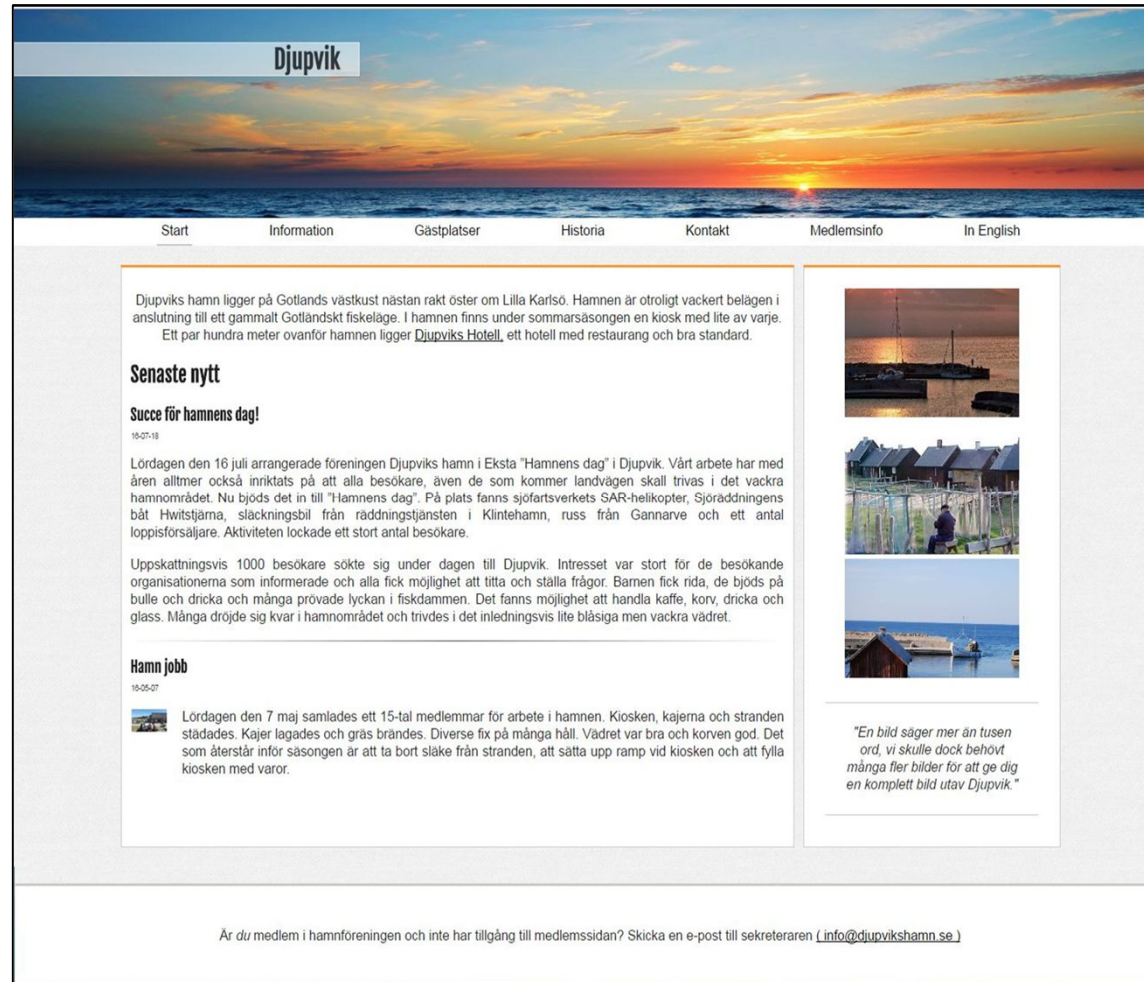 Djupvik
Start Information Gästplatser Historia Kontakt Medlemsinfo In English
Djupviks hamn ligger på Gotlands västkust nästan rakt öster om Lilla Karlsö. Hamnen är otroligt vackert belägen i
anslutning till ett gammalt Gotländskt fiskeläge. I hamnen finns under sommarsäsongen en kiosk med lite av varje.
Ett par hundra meter ovanför hamnen ligger Djupviks Hotell, ett hotell med restaurang och bra standard.
Senaste nytt
Succe för hamnens dag!
16-07-18
Lördagen den 16 juli arrangerade föreningen Djupviks hamn i Eksta "Hamnens dag" i Djupvik. Vårt arbete har med
åren alltmer också inriktats på att alla besökare, även de som kommer landvägen skall trivas i det vackra
hamnområdet. Nu bjöds det in till "Hamnens dag". På plats fanns sjöfartsverkets SAR-helikopter, Sjöräddningens
båt Hwitstjärna, släckningsbil från räddningstjänsten i Klintehamn, russ från Gannarve och ett antal
loppisförsäljare. Aktiviteten lockade ett stort antal besökare.
Uppskattningsvis 1000 besökare sökte sig under dagen till Djupvik. Intresset var stort för de besökande
organisationerna som informerade och alla fick möjlighet att titta och ställa frågor. Barnen fick rida, de bjöds på
bulle och dricka och många prövade lyckan i fiskdammen. Det fanns möjlighet att handla kaffe, korv, dricka och
glass. Många dröjde sig kvar i hamnområdet och trivdes i det inledningsvis lite blåsiga men vackra vädret.
Hamn jobb
16-05-07
Lördagen den 7 maj samlades ett 15-tal medlemmar för arbete i hamnen. Kiosken, kajerna och stranden
städades. Kajer lagades och gräs brändes. Diverse fix på många håll. Vädret var bra och korven god. Det
som återstår inför säsongen är att ta bort släke från stranden, att sätta upp ramp vid kiosken och att fylla
kiosken med varor.
"En bild säger mer än tusen
ord, vi skulle dock behövt
många fler bilder för att ge dig
en komplett bild utav Djupvik."
Är du medlem i hamnföreningen och inte har tillgång till medlemssidan? Skicka en e-post till sekreteraren ( info@djupvikshamn.se )